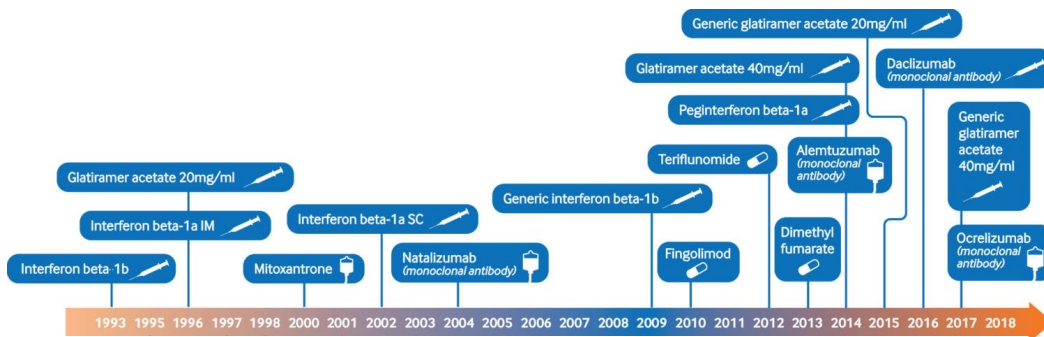 Generic glatiramer acetate 20mg/ml
Glatiramer acetate 40mg/ml
Daclizumab
(monoclonal antibody)
Peginterferon beta-1a
Generic
glatiramer
acetate
40mg/ml
Teriflunomide
Alemtuzumab
(monoclonal
antibody)
Glatiramer acetate 20mg/ml
Generic interferon beta-1b
Interferon beta-1a IM
Interferon beta-1a SC
Dimethyl
fumarate
Ocrelizumab
(monoclonal
antibody)
Interferon beta-1b
Mitoxantrone
Natalizumab
(monoclonal antibody)
Fingolimod
1993 1995 1996 1997 1998 2000 2001 2002 2003 2004 2005 2006 2007 2008 2009 2010 2011 2012 2013 2014 2015 2016 2017 2018